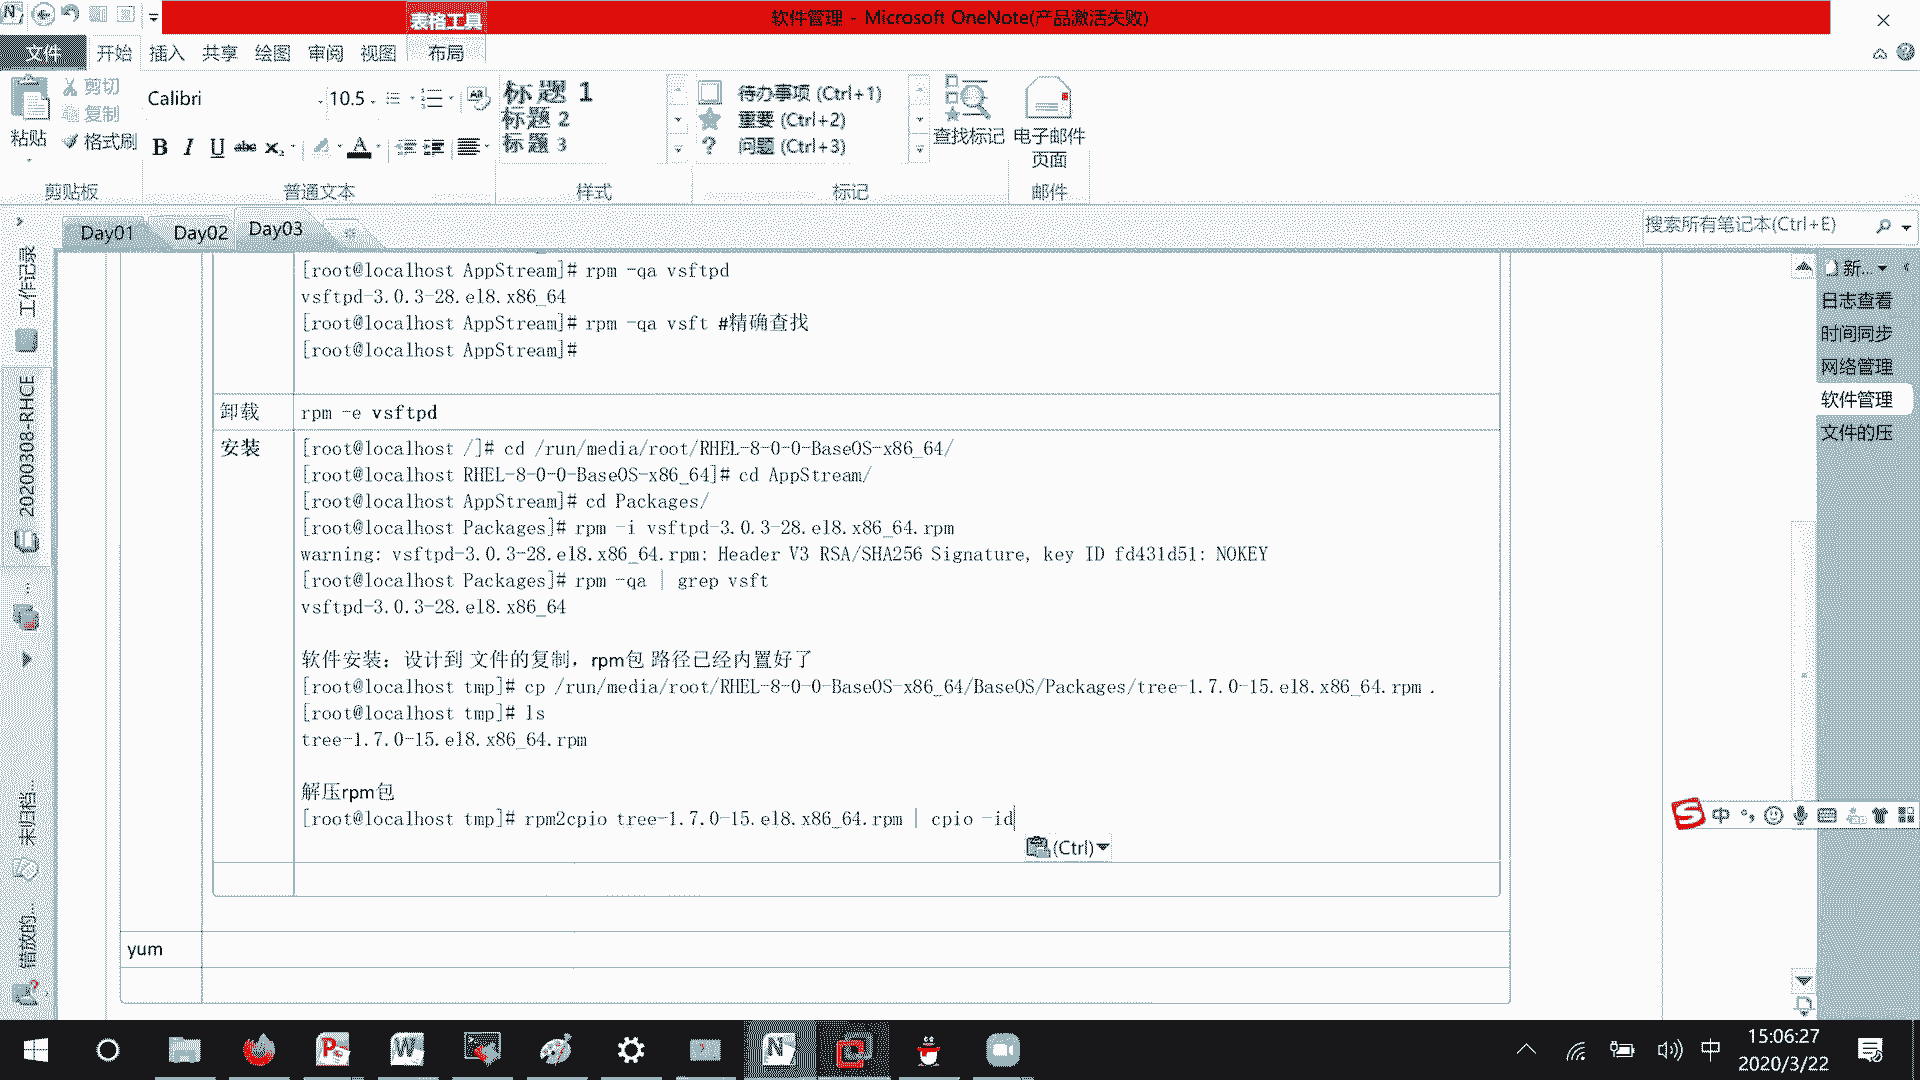 表格工具
软件管理 - Microsoft OneNote(产品激活失败)
文件 开始 插入 共享 绘图 审阅 视图 布局
粘贴
剪切
复制
格式刷
剪贴板
Calibri 10.5
B I U abc x₂ A
普通文本
标题 1
标题 2
标题 3
样式
待办事项 (Ctrl+1)
重要 (Ctrl+2)
问题 (Ctrl+3)
标记
查找标记
电子邮件
页面
邮件
Day01 Day02 Day03
搜索所有笔记本(Ctrl+E)
工作记录
20200308-RHCE
未归档...
错放的...
新...
日志查看
时间同步
网络管理
软件管理
文件的压
[root@localhost AppStream]# rpm -qa vsftpd
vsftpd-3.0.3-28.el8.x86_64
[root@localhost AppStream]# rpm -qa vsft #精确查找
[root@localhost AppStream]#
卸载 rpm -e vsftpd
安装 [root@localhost /]# cd /run/media/root/RHEL-8-0-0-BaseOS-x86_64/
[root@localhost RHEL-8-0-0-BaseOS-x86_64]# cd AppStream/
[root@localhost AppStream]# cd Packages/
[root@localhost Packages]# rpm -i vsftpd-3.0.3-28.el8.x86_64.rpm
warning: vsftpd-3.0.3-28.el8.x86_64.rpm: Header V3 RSA/SHA256 Signature, key ID fd431d51: NOKEY
[root@localhost Packages]# rpm -qa | grep vsft
vsftpd-3.0.3-28.el8.x86_64
软件安装：设计到 文件的复制，rpm包 路径已经内置好了
[root@localhost tmp]# cp /run/media/root/RHEL-8-0-0-BaseOS-x86_64/BaseOS/Packages/tree-1.7.0-15.el8.x86_64.rpm .
[root@localhost tmp]# ls
tree-1.7.0-15.el8.x86_64.rpm
解压rpm包
[root@localhost tmp]# rpm2cpio tree-1.7.0-15.el8.x86_64.rpm | cpio -id
(Ctrl)
yum
中
中
15:06:27
2020/3/22